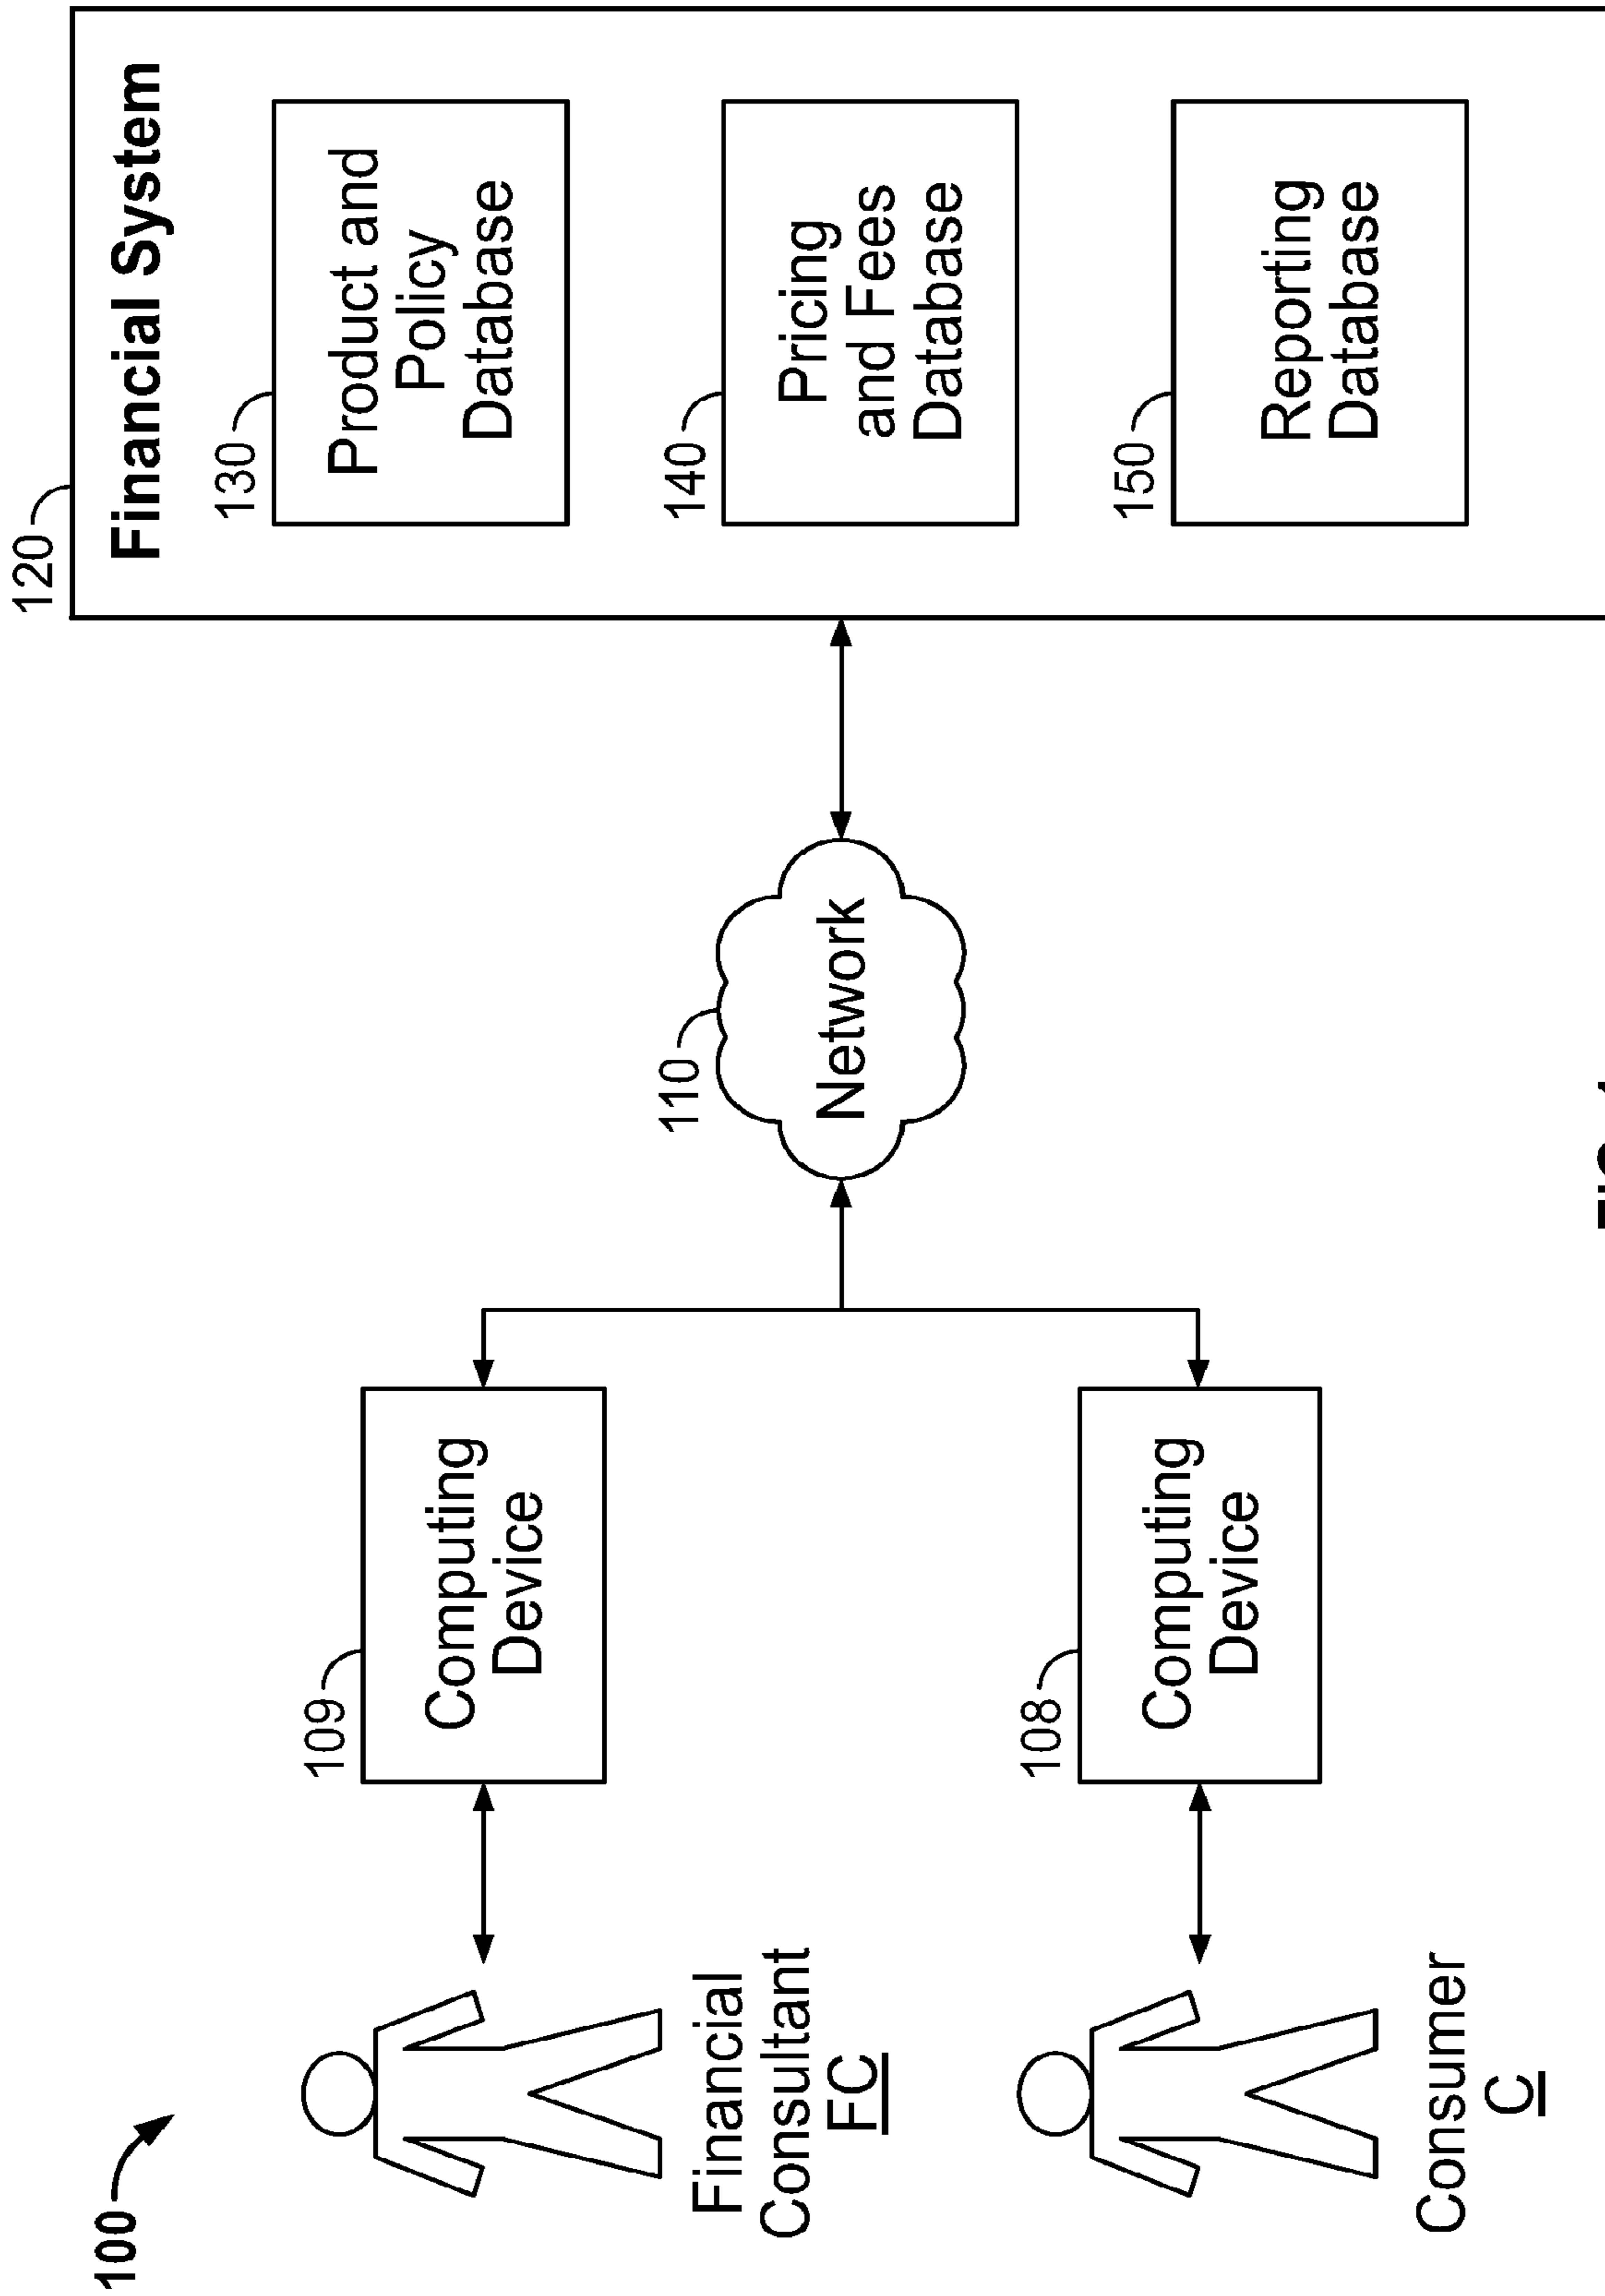 100
120
Financial System
109
Computing
Device
110
Network
130
Product and
Policy
Database
Financial
Consultant
FC
140
Pricing
and Fees
Database
108
Computing
Device
150
Reporting
Database
Consumer
C